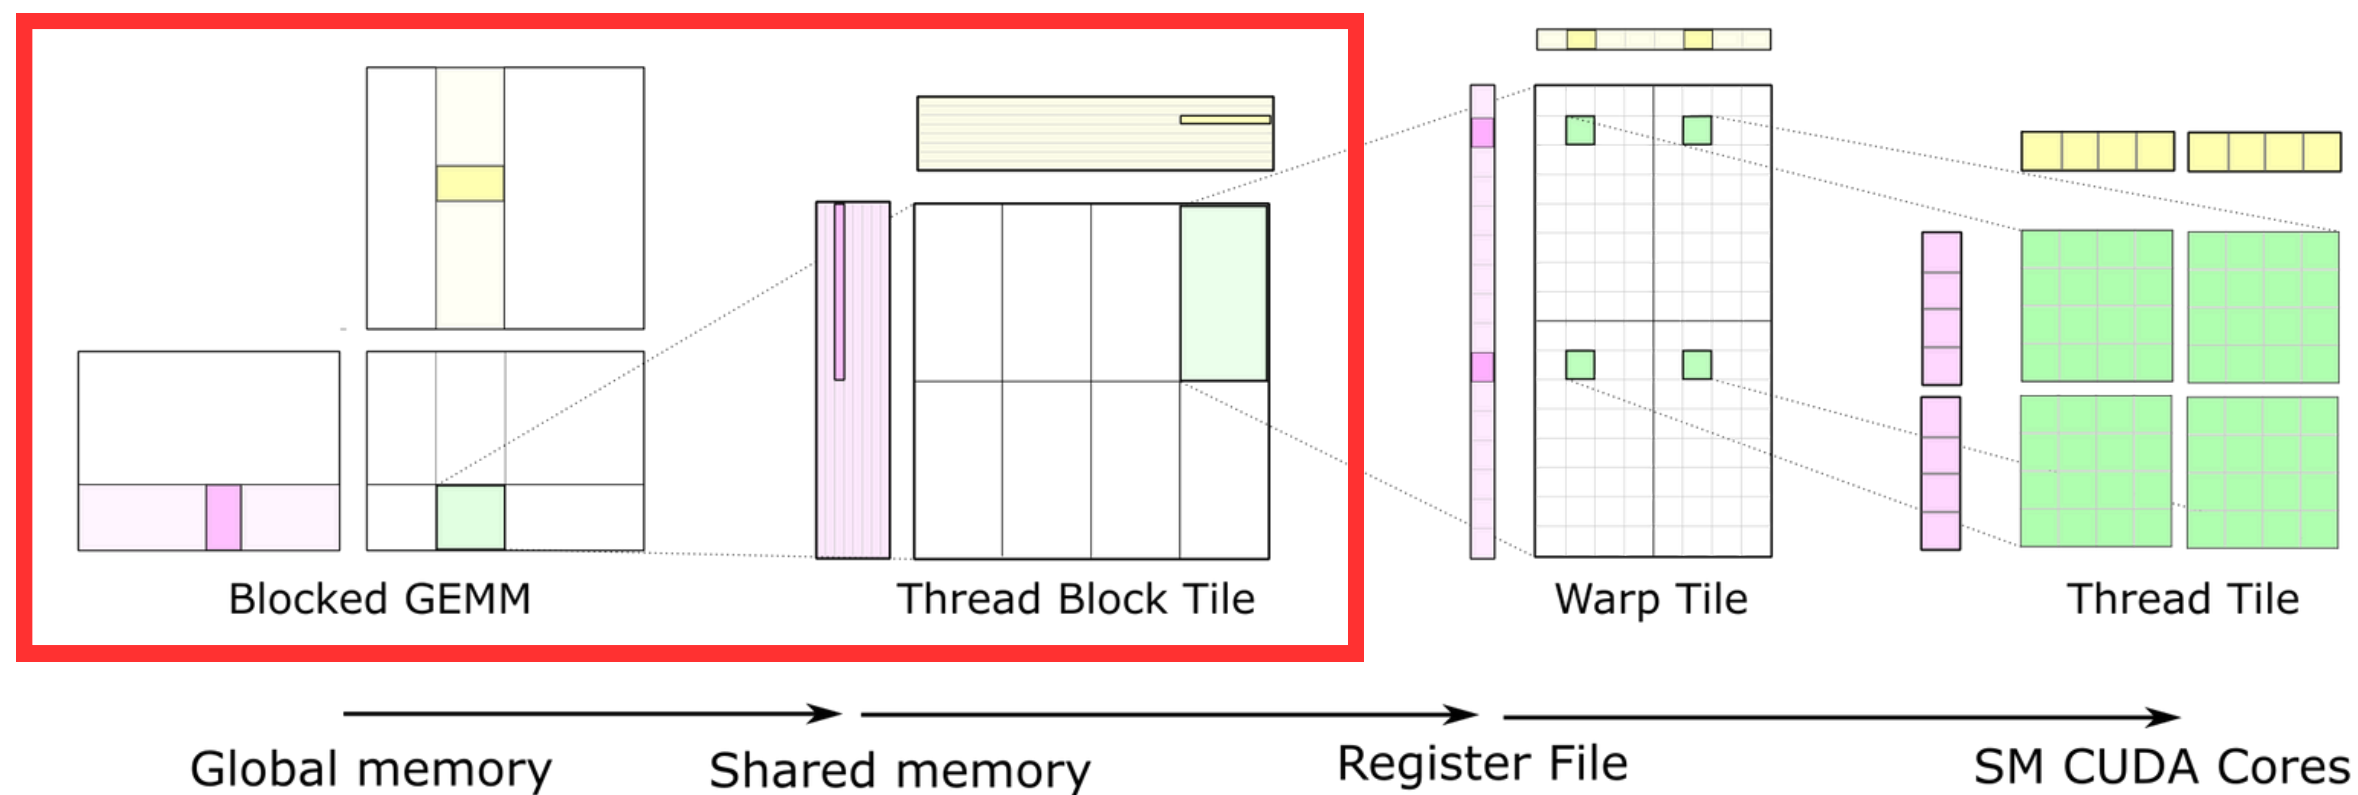 Blocked GEMM
Thread Block Tile
Warp Tile
Thread Tile
Global memory
Shared memory
Register File
SM CUDA Cores